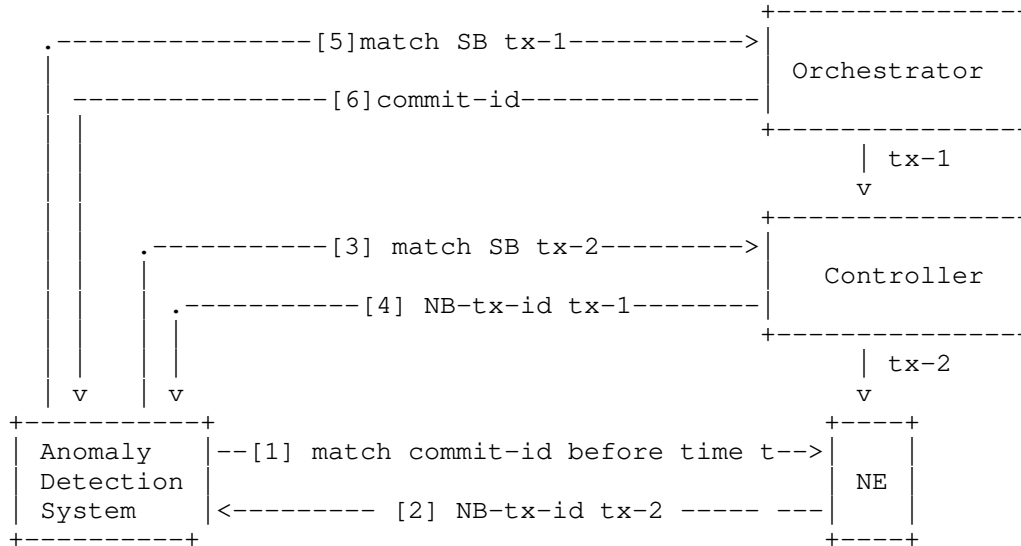 [5]match SB tx-1
Orchestrator
[6]commit-id
tx-1
[3] match SB tx-2
Controller
[4] NB-tx-id tx-1
tx-2
Anomaly
[1] match commit-id before time t
Detection
NE
System
[2] NB-tx-id tx-2